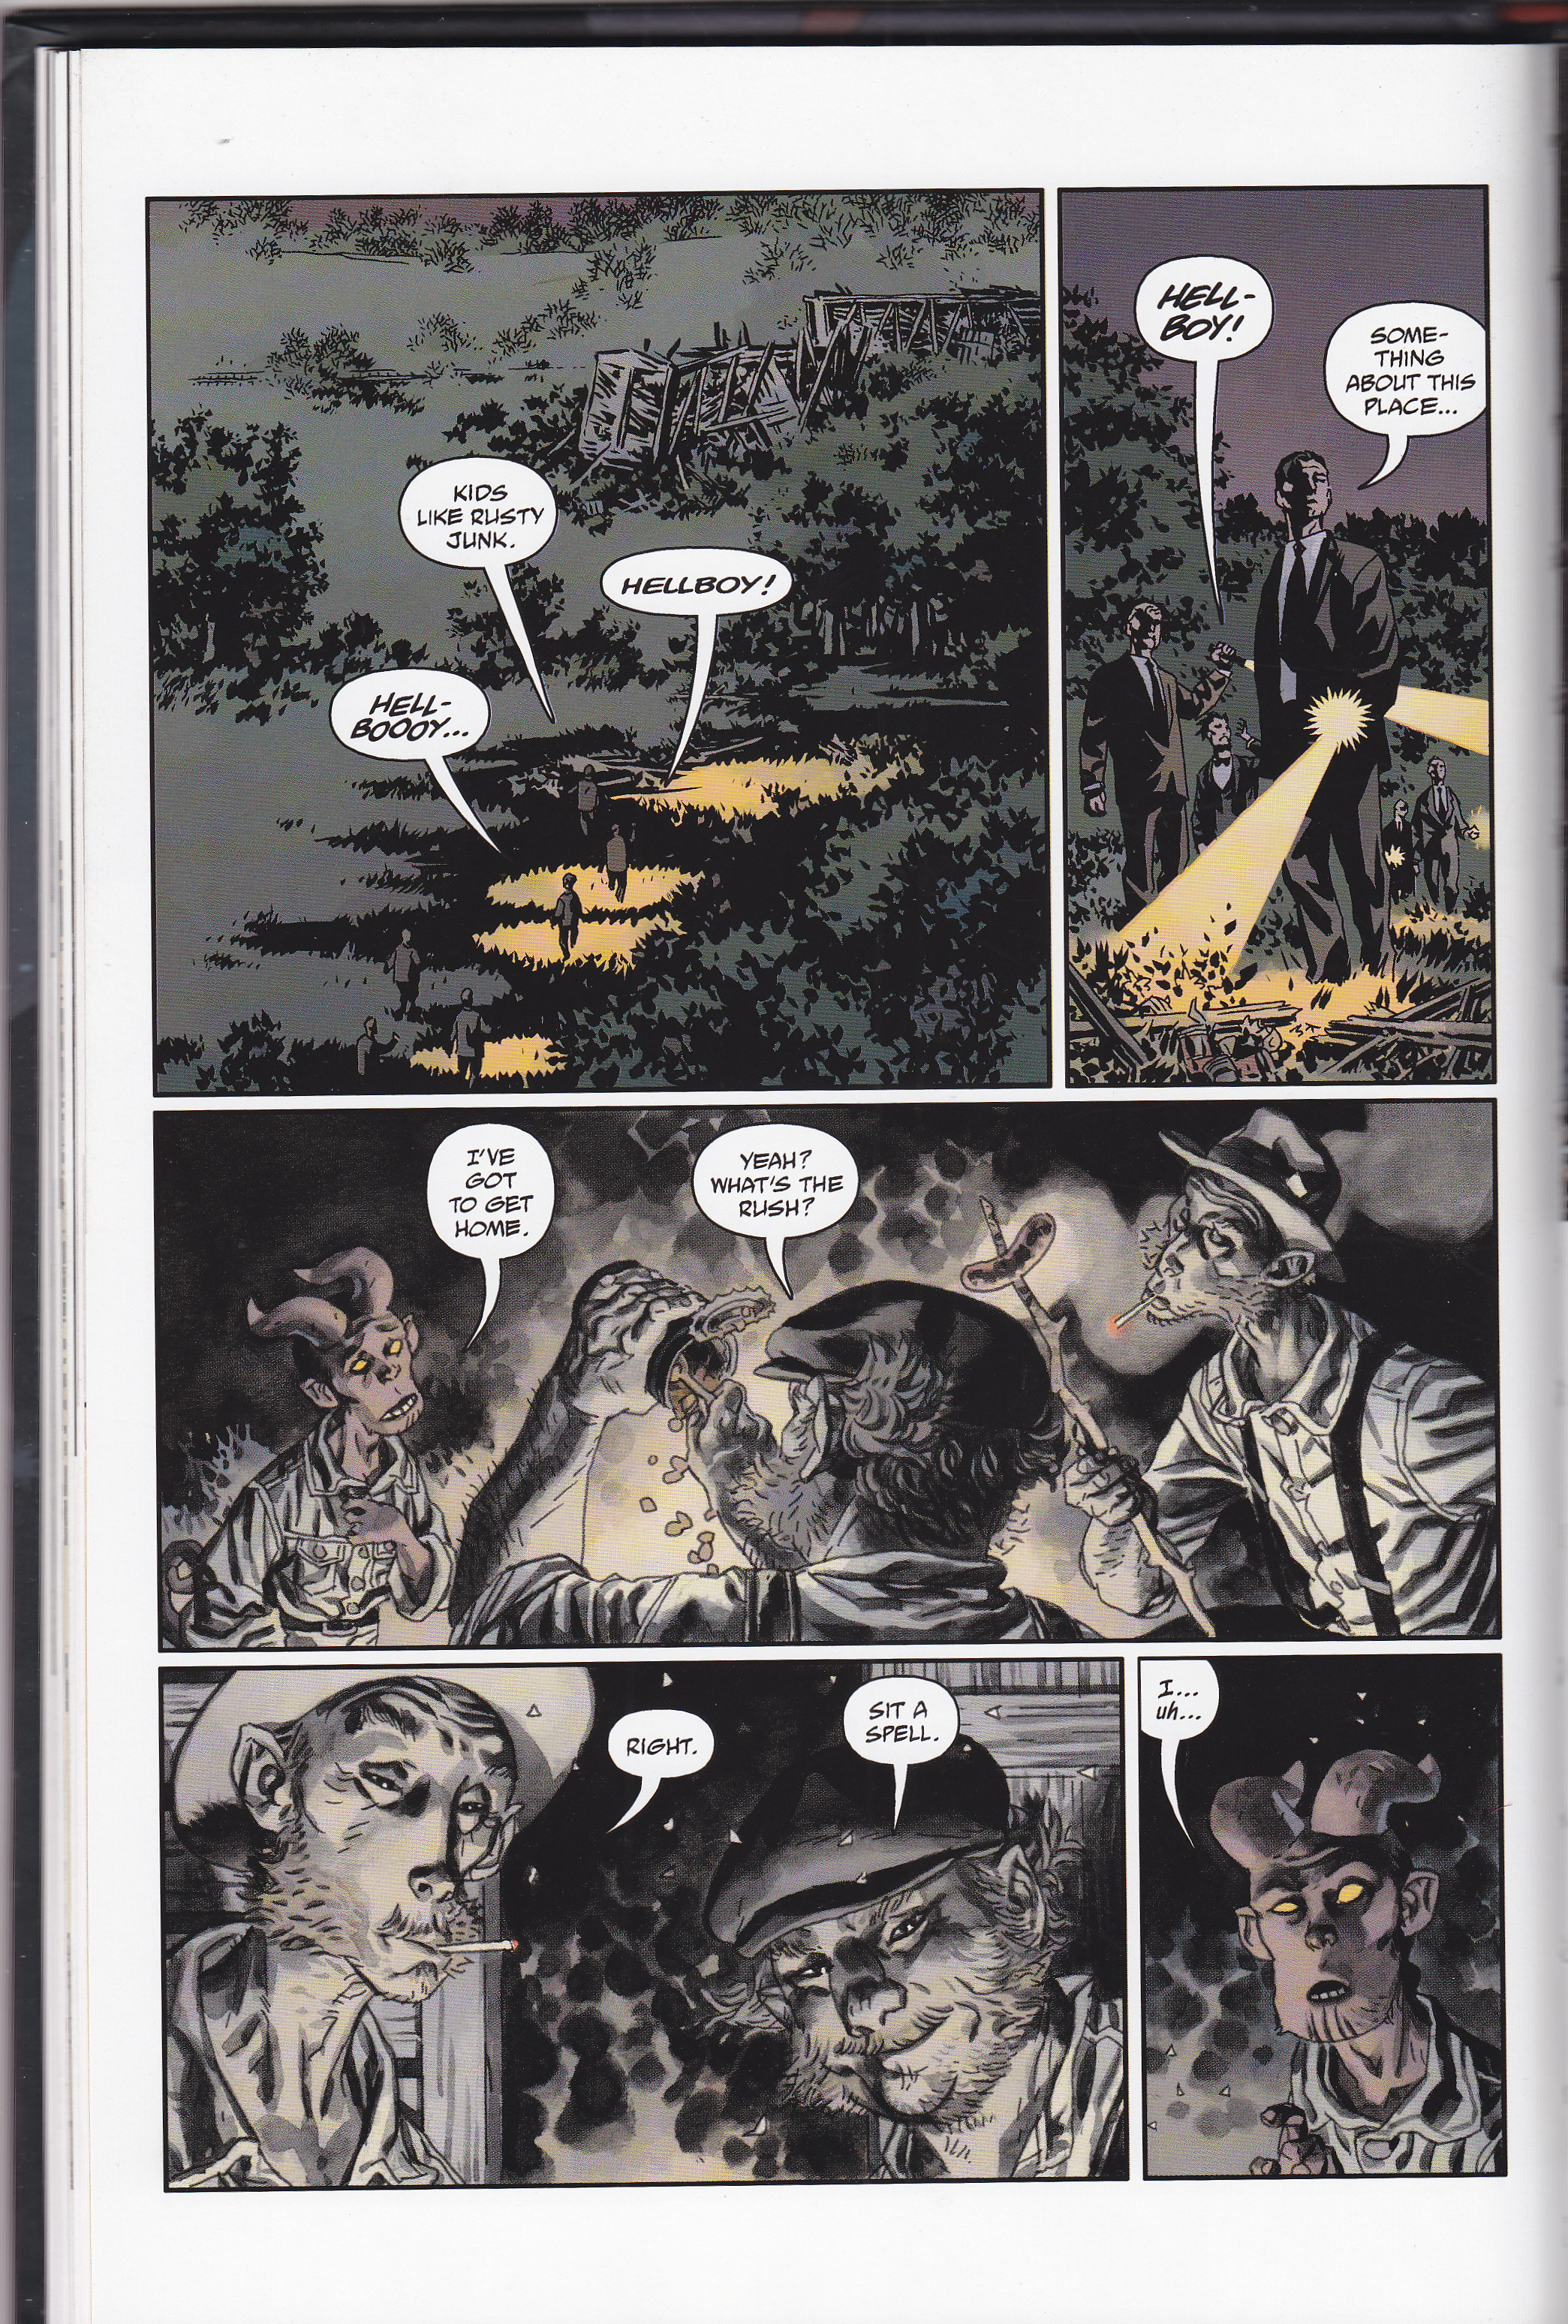 KIDS
LIKE RUSTY
JUNK.
HELLBOY!
HELL-
BOOOY...
HELL-
BOY!
SOME-
THING
ABOUT THIS
PLACE...
I'VE
GOT
TO GET
HOME.
YEAH?
WHAT'S THE
RUSH?
RIGHT.
SIT A
SPELL.
I...
uh...